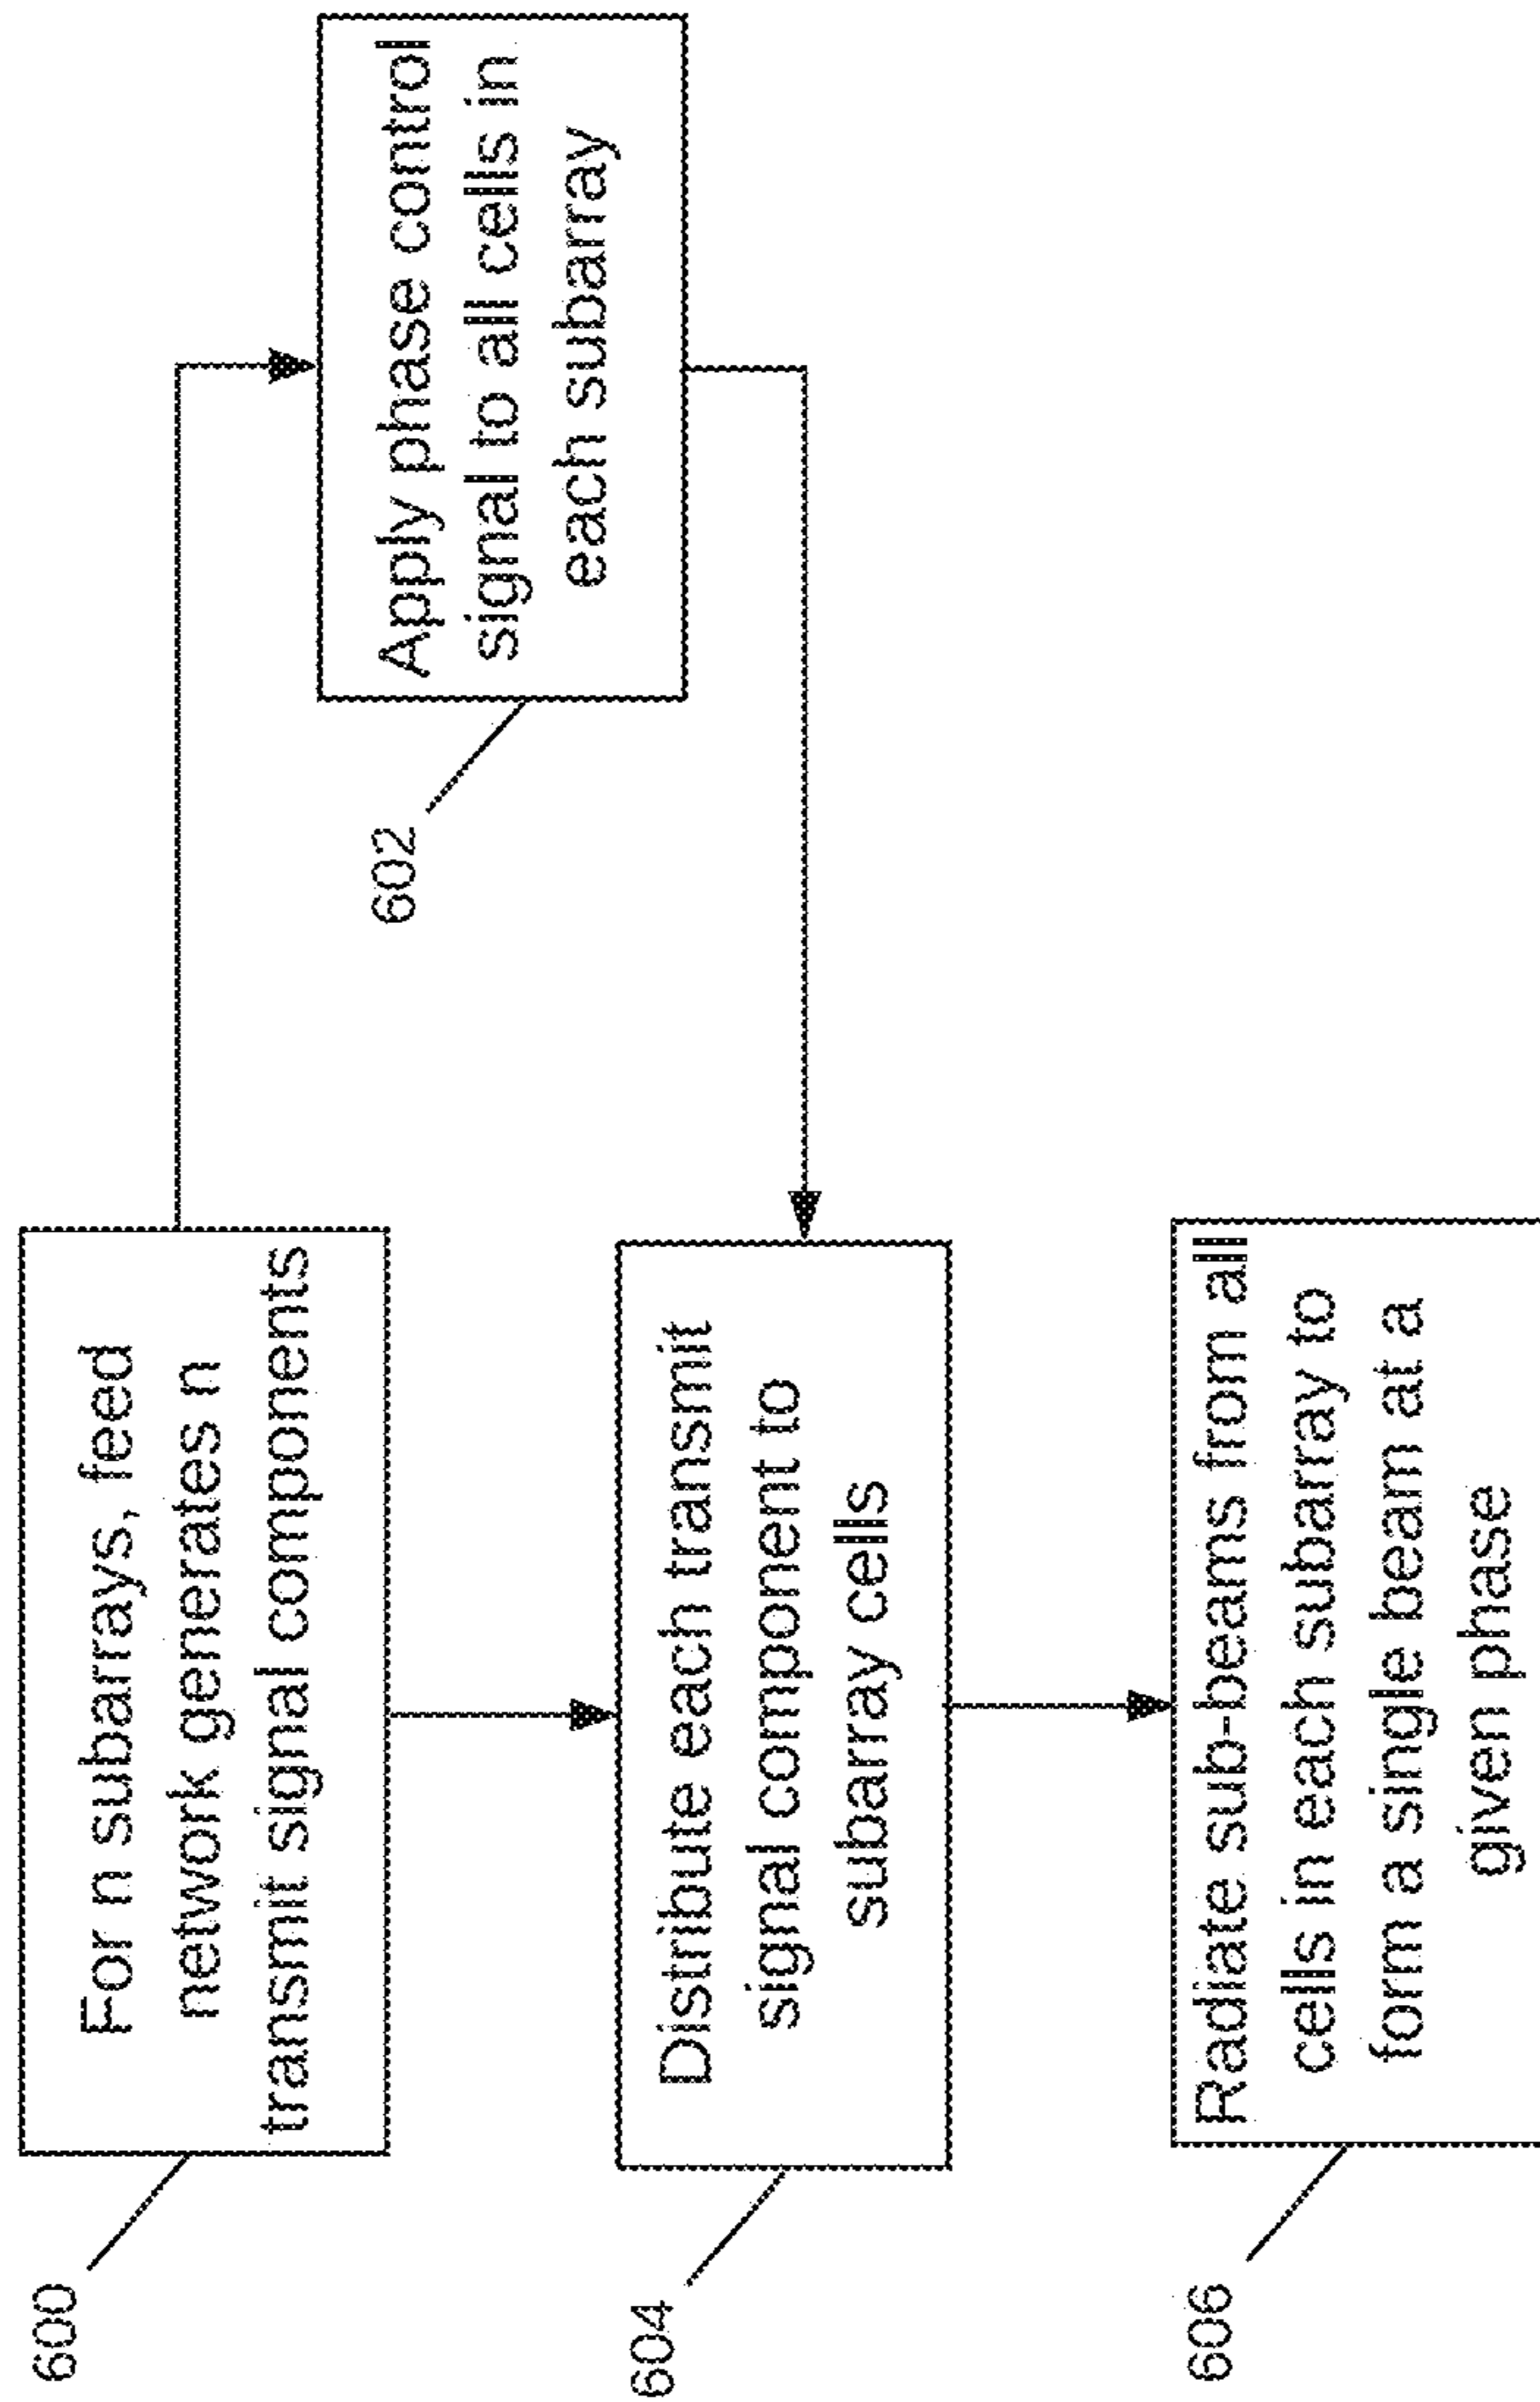 600
For n subarrays, feed
network generates n
transmit signal components
602
Apply phase control
signal to all cells in
each subarray
604
Distribute each transmit
signal component to
subarray cells
606
Radiate sub-beams from all
cells in each subarray to
form a single beam at a
given phase